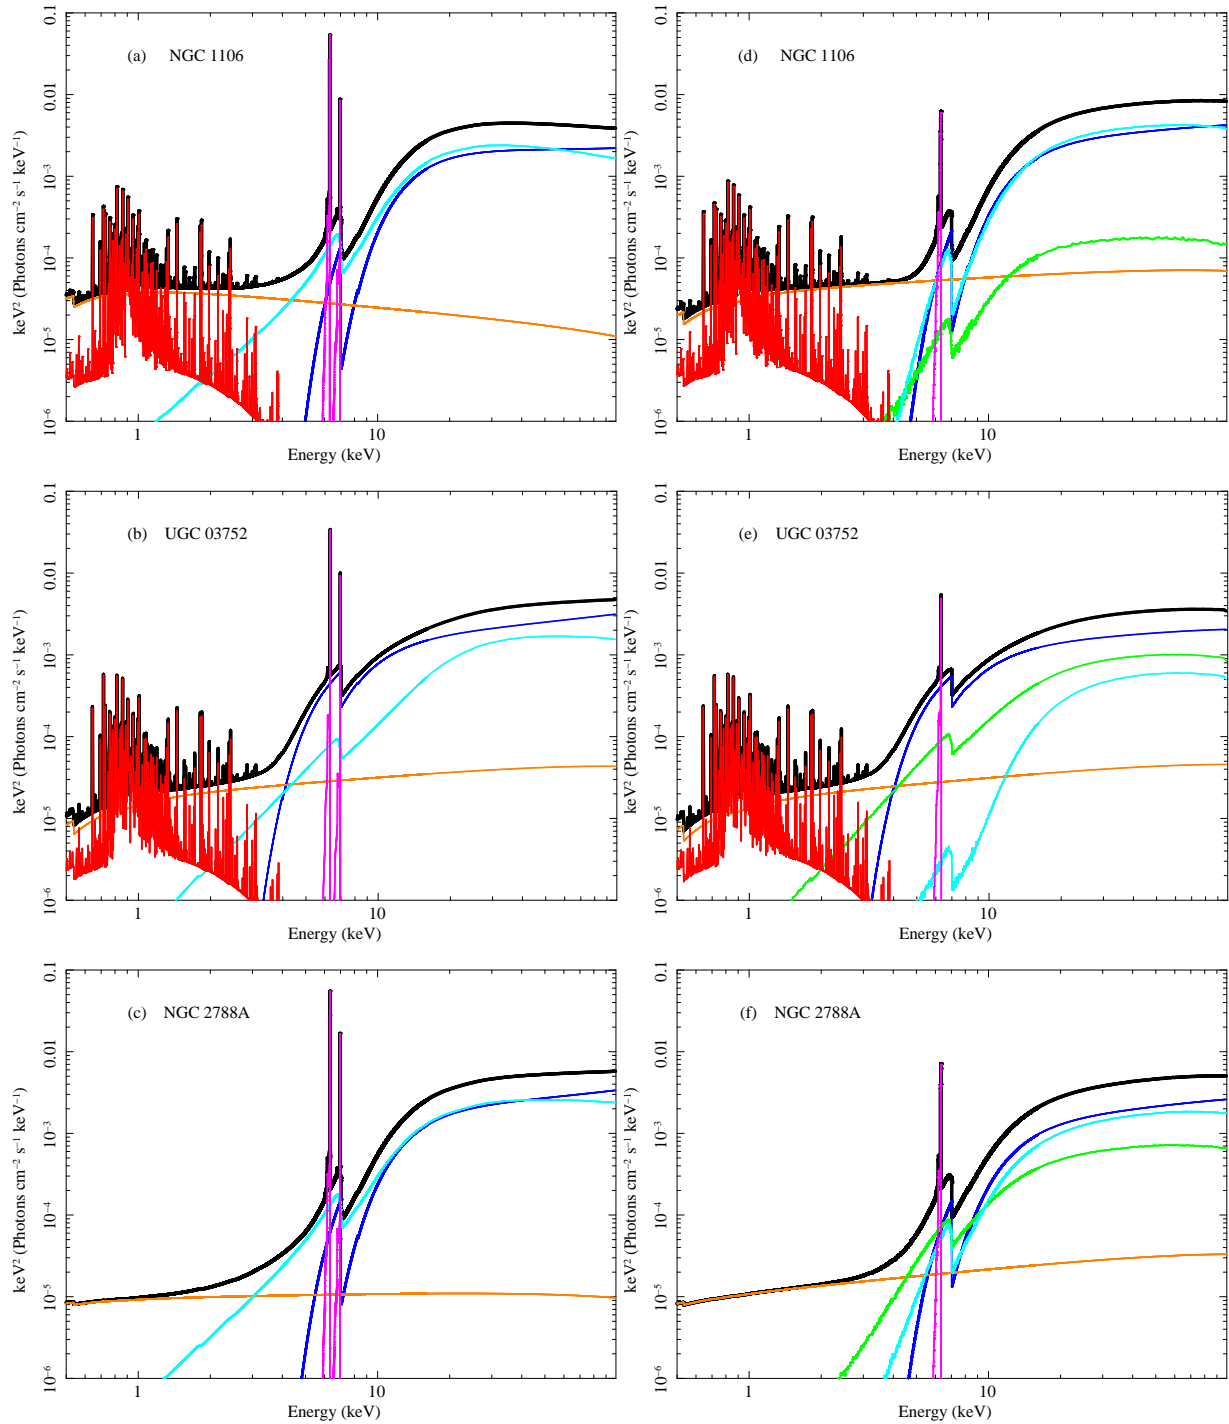 (a) NGC 1106
0.1
0.01
10⁻³
10⁻⁴
10⁻⁵
10⁻⁶
keV² (Photons cm⁻² s⁻¹ keV⁻¹)
1 10
Energy (keV)
(d) NGC 1106
0.1
0.01
10⁻³
10⁻⁴
10⁻⁵
10⁻⁶
keV² (Photons cm⁻² s⁻¹ keV⁻¹)
1 10
Energy (keV)
(b) UGC 03752
0.1
0.01
10⁻³
10⁻⁴
10⁻⁵
10⁻⁶
keV² (Photons cm⁻² s⁻¹ keV⁻¹)
1 10
Energy (keV)
(e) UGC 03752
0.1
0.01
10⁻³
10⁻⁴
10⁻⁵
10⁻⁶
keV² (Photons cm⁻² s⁻¹ keV⁻¹)
1 10
Energy (keV)
(c) NGC 2788A
0.1
0.01
10⁻³
10⁻⁴
10⁻⁵
10⁻⁶
keV² (Photons cm⁻² s⁻¹ keV⁻¹)
1 10
Energy (keV)
(f) NGC 2788A
0.1
0.01
10⁻³
10⁻⁴
10⁻⁵
10⁻⁶
keV² (Photons cm⁻² s⁻¹ keV⁻¹)
1 10
Energy (keV)